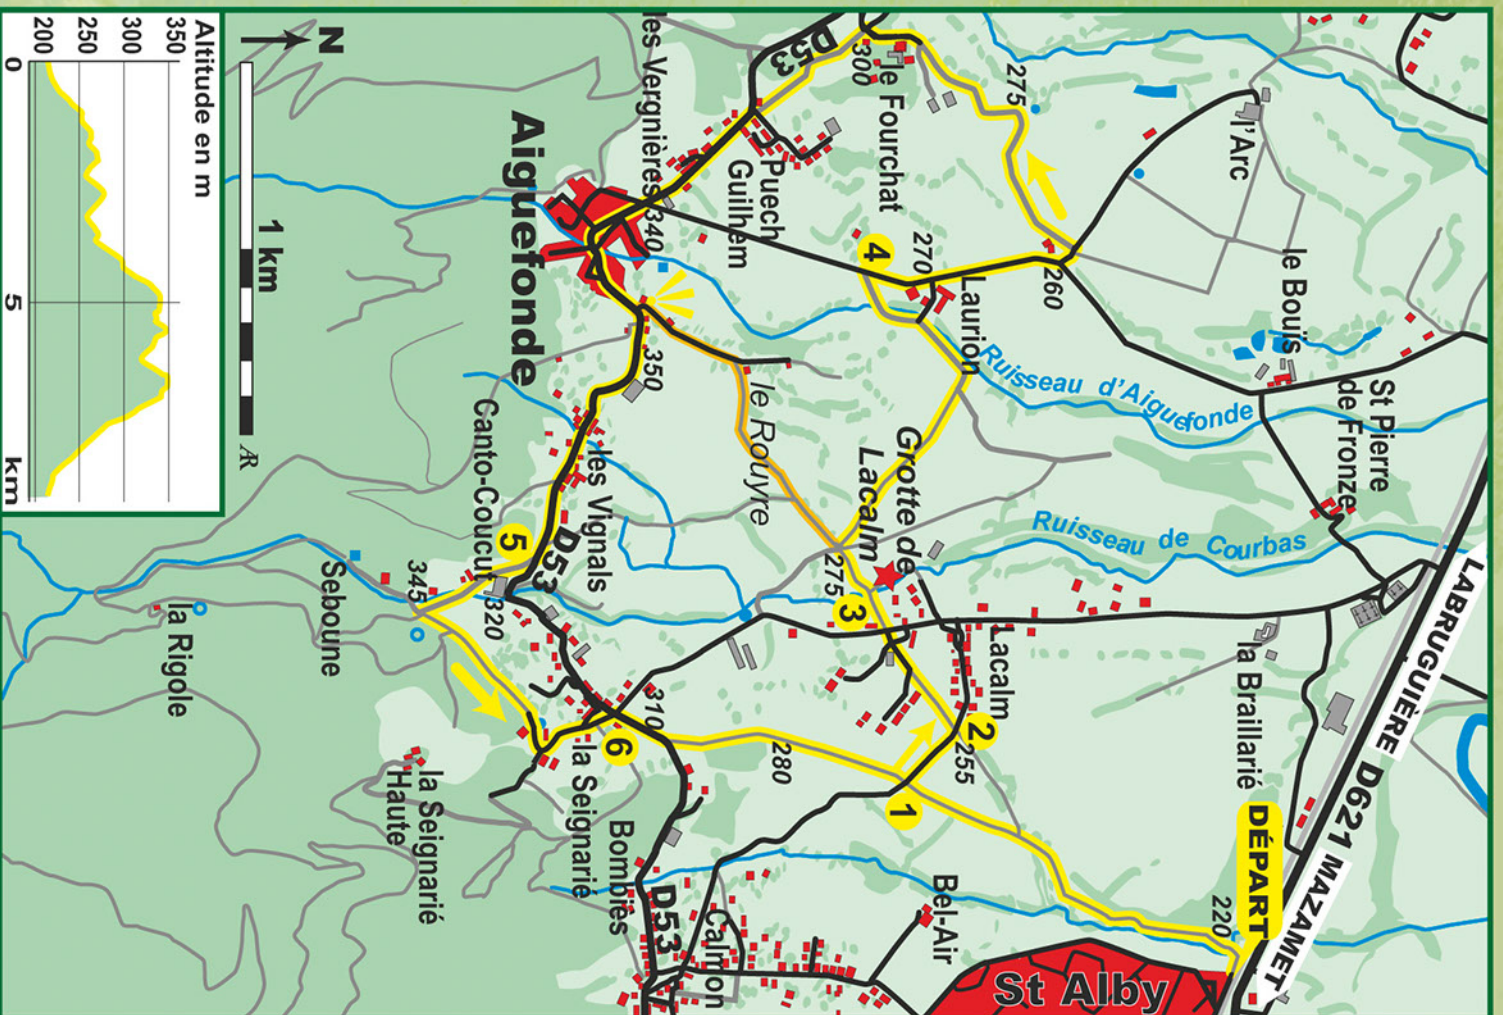 Altitude en m
350
300
250
200
0
5
km
N
1 km
Æ
les Vergnières
D53
300
le Fourchat
275
l'Arc
Puech
Guilhem
Aiguefonde
340
4
270
Laurion
260
le Bouïs
St Pierre
de Fronze
Ruisseau d'Aiguefonde
350
le Rouyre
Grotte de
Lacalm
Ruisseau de Courbas
LABRUGUIÈRE D621 MAZAMET
Canto-Coucut
les Vignals
5
D53
275
3
345
320
Seboune
la Rigole
Lacalm
la Braillarié
310
6
280
2
255
1
la Seignarié
la Seignarié
Haute
Bombiès
D53
Calmon
Bel-Air
DÉPART
220
St Alby